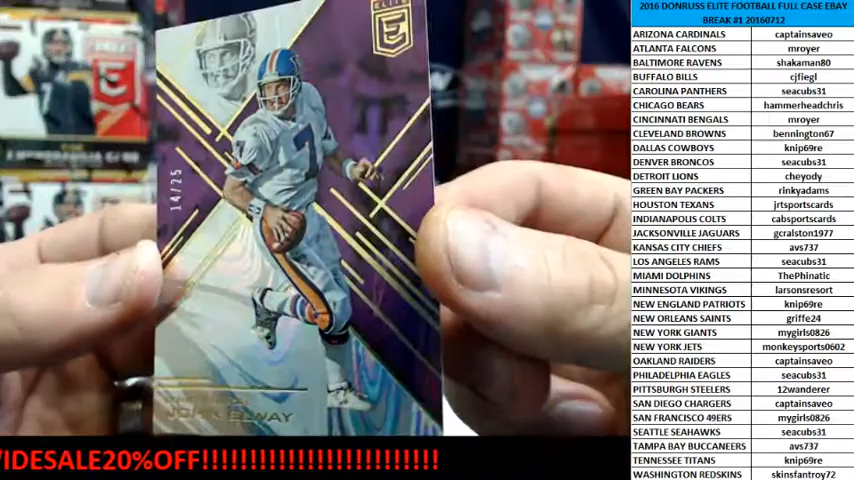 2016 DONRUSS ELITE FOOTBALL FULL CASE EBAY
BREAK #1 20160712
ARIZONA CARDINALS captainsaveo
ATLANTA FALCONS mroyer
BALTIMORE RAVENS shakaman80
BUFFALO BILLS cjfiegl
CAROLINA PANTHERS seacubs31
CHICAGO BEARS hammerheadchris
CINCINNATI BENGALS mroyer
CLEVELAND BROWNS bennington67
DALLAS COWBOYS knip69re
DENVER BRONCOS seacubs31
DETROIT LIONS cheyody
GREEN BAY PACKERS rinkyadams
HOUSTON TEXANS jrtsportscards
INDIANAPOLIS COLTS cabsportscards
JACKSONVILLE JAGUARS gcralston1977
KANSAS CITY CHIEFS avs737
LOS ANGELES RAMS seacubs31
MIAMI DOLPHINS ThePhinatic
MINNESOTA VIKINGS larsonsresort
NEW ENGLAND PATRIOTS knip69re
NEW ORLEANS SAINTS griffe24
NEW YORK GIANTS mygirls0826
NEW YORK JETS monkeysports0602
OAKLAND RAIDERS captainsaveo
PHILADELPHIA EAGLES seacubs31
PITTSBURGH STEELERS 12wanderer
SAN DIEGO CHARGERS captainsaveo
SAN FRANCISCO 49ERS mygirls0826
SEATTLE SEAHAWKS seacubs31
TAMPA BAY BUCCANEERS avs737
TENNESSEE TITANS knip69re
WASHINGTON REDSKINS skinsfantroy72
ELITE
E
7
14/25
JOHN ELWAY
IDESALE20%OFF!!!!!!!!!!!!!!!!!!!!!!!!!!